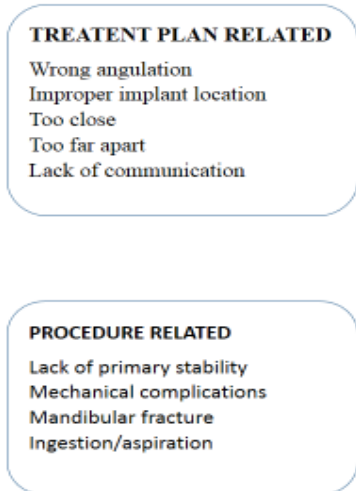 TREATENT PLAN RELATED
Wrong angulation
Improper implant location
Too close
Too far apart
Lack of communication
PROCEDURE RELATED
Lack of primary stability
Mechanical complications
Mandibular fracture
Ingestion/aspiration